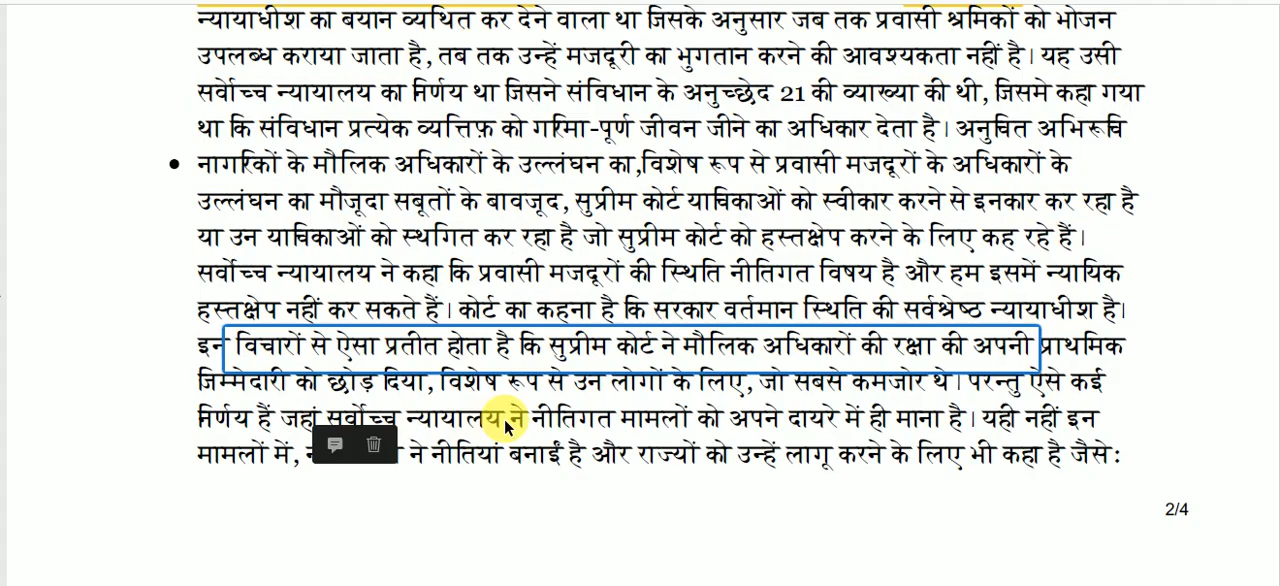 न्यायाधीश का बयान व्यथित कर देने वाला था जिसके अनुसार जब तक प्रवासी श्रमिकों को भोजन
उपलब्ध कराया जाता है, तब तक उन्हें मजदूरी का भुगतान करने की आवश्यकता नहीं है। यह उसी
सर्वोच्च न्यायालय का निर्णय था जिसने संविधान के अनुच्छेद 21 की व्याख्या की थी, जिसमे कहा गया
था कि संविधान प्रत्येक व्यत्तिफ़ को गरिमा-पूर्ण जीवन जीने का अधिकार देता है। अनुचित अभिरूचि
• नागरिकों के मौलिक अधिकारों के उल्लंघन का,विशेष रूप से प्रवासी मजदूरों के अधिकारों के
उल्लंघन का मौजूदा सबूतों के बावजूद, सुप्रीम कोर्ट याचिकाओं को स्वीकार करने से इनकार कर रहा है
या उन याचिकाओं को स्थगित कर रहा है जो सुप्रीम कोर्ट को हस्तक्षेप करने के लिए कह रहे हैं।
सर्वोच्च न्यायालय ने कहा कि प्रवासी मजदूरों की स्थिति नीतिगत विषय है और हम इसमें न्यायिक
हस्तक्षेप नहीं कर सकते हैं। कोर्ट का कहना है कि सरकार वर्तमान स्थिति की सर्वश्रेष्ठ न्यायाधीश है।
इन विचारों से ऐसा प्रतीत होता है कि सुप्रीम कोर्ट ने मौलिक अधिकारों की रक्षा की अपनी प्राथमिक
जिम्मेदारी को छोड़ दिया, विशेष रूप से उन लोगों के लिए, जो सबसे कमजोर थे। परन्तु ऐसे कई
निर्णय हैं जहां सर्वोच्च न्यायालय ने नीतिगत मामलों को अपने दायरे में ही माना है। यही नहीं इन
मामलों में, ने नीतियां बनाई है और राज्यों को उन्हें लागू करने के लिए भी कहा है जैसे:
2/4